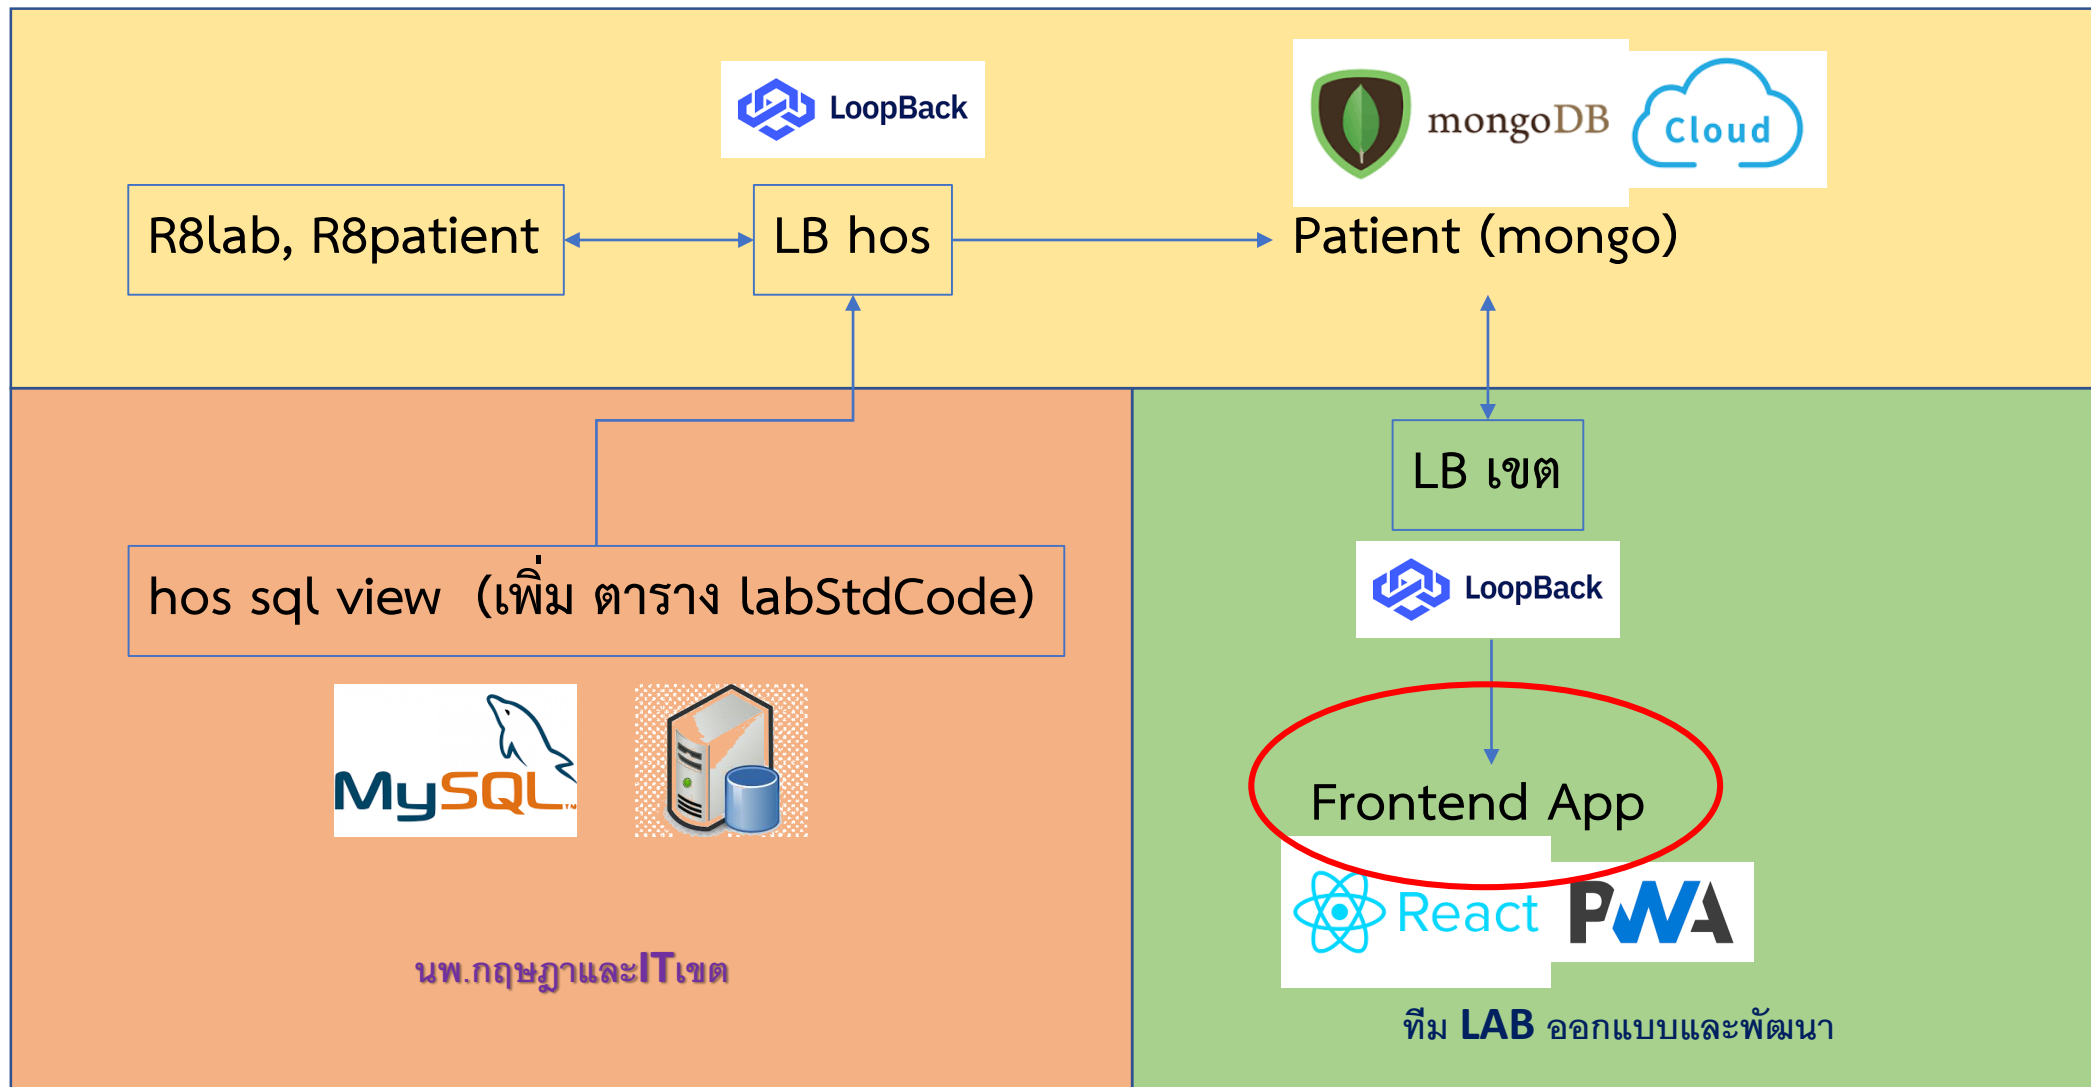 LoopBack
mongoDB
Cloud
R8lab, R8patient
LB hos
Patient (mongo)
LB เขต
LoopBack
hos sql view (เพิ่ม ตาราง labStdCode)
MySQL
Frontend App
React
PWA
นพ.กฤษฎาและITเขต
ทีม LAB ออกแบบและพัฒนา